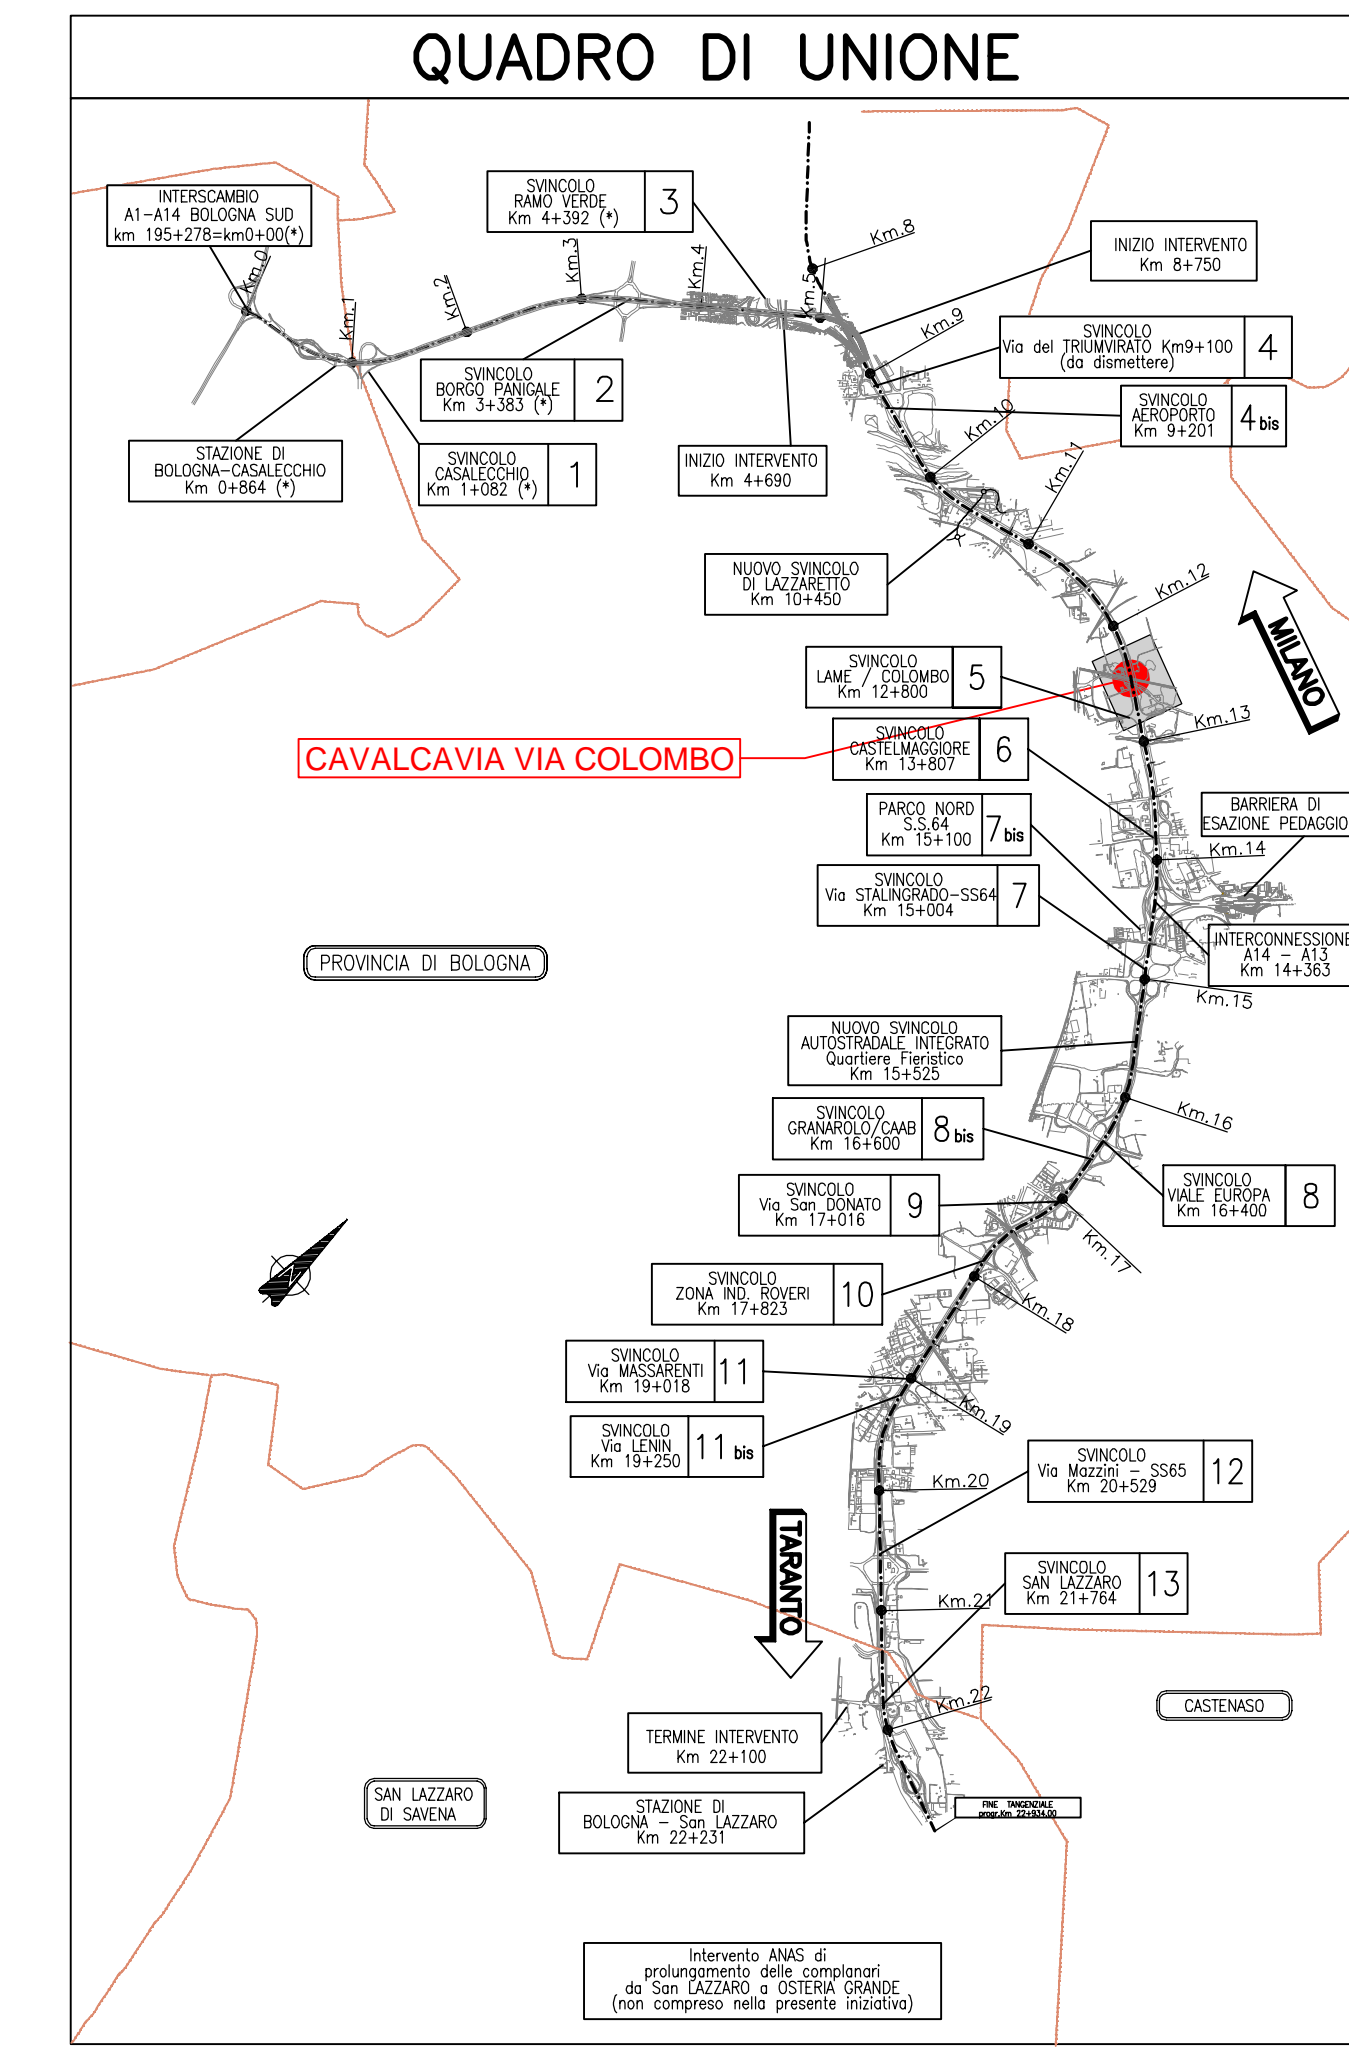 QUADRO DI UNIONE
INTERSCAMBIO
A1-A14 BOLOGNA SUD
km 195+278=km0+00(*)
SVINCOLO
RAMO VERDE
Km 4+392 (*)
3
Km.0
Km.1
Km.2
Km.3
Km.4
Km.5
Km.8
INIZIO INTERVENTO
Km 8+750
Km.9
SVINCOLO
Via del TRIUMVIRATO Km9+100
(da dismettere)
4
SVINCOLO
BORGO PANIGALE
Km 3+383 (*)
2
SVINCOLO
AEROPORTO
Km 9+201
4 bis
Km.10
STAZIONE DI
BOLOGNA-CASALECCHIO
Km 0+864 (*)
SVINCOLO
CASALECCHIO
Km 1+082 (*)
1
INIZIO INTERVENTO
Km 4+690
Km.11
NUOVO SVINCOLO
DI LAZZARETTO
Km 10+450
Km.12
MILANO
SVINCOLO
LAME / COLOMBO
Km 12+800
5
Km.13
CAVALCAVIA VIA COLOMBO
SVINCOLO
CASTELMAGGIORE
Km 13+807
6
PARCO NORD
S.S.64
Km 15+100
7 bis
BARRIERA DI
ESAZIONE PEDAGGIO
Km.14
SVINCOLO
Via STALINGRADO-SS64
Km 15+004
7
INTERCONNESSIONE
A14 - A13
Km 14+363
PROVINCIA DI BOLOGNA
Km.15
NUOVO SVINCOLO
AUTOSTRADALE INTEGRATO
Quartiere Fieristico
Km 15+525
Km.16
SVINCOLO
GRANAROLO/CAAB
Km 16+600
8 bis
SVINCOLO
VIALE EUROPA
Km 16+400
8
SVINCOLO
Via San DONATO
Km 17+016
9
Km.17
N
SVINCOLO
ZONA IND. ROVERI
Km 17+823
10
Km.18
SVINCOLO
Via MASSARENTI
Km 19+018
11
Km.19
SVINCOLO
Via LENIN
Km 19+250
11 bis
SVINCOLO
Via Mazzini - SS65
Km 20+529
12
Km.20
TARANTO
SVINCOLO
SAN LAZZARO
Km 21+764
13
Km.21
Km.22
CASTENASO
TERMINE INTERVENTO
Km 22+100
SAN LAZZARO
DI SAVENA
STAZIONE DI
BOLOGNA - San LAZZARO
Km 22+231
FINE TANGENZIALE
progr.Km 22+934.00
Intervento ANAS di
prolungamento delle complanari
da San LAZZARO a OSTERIA GRANDE
(non compreso nella presente iniziativa)